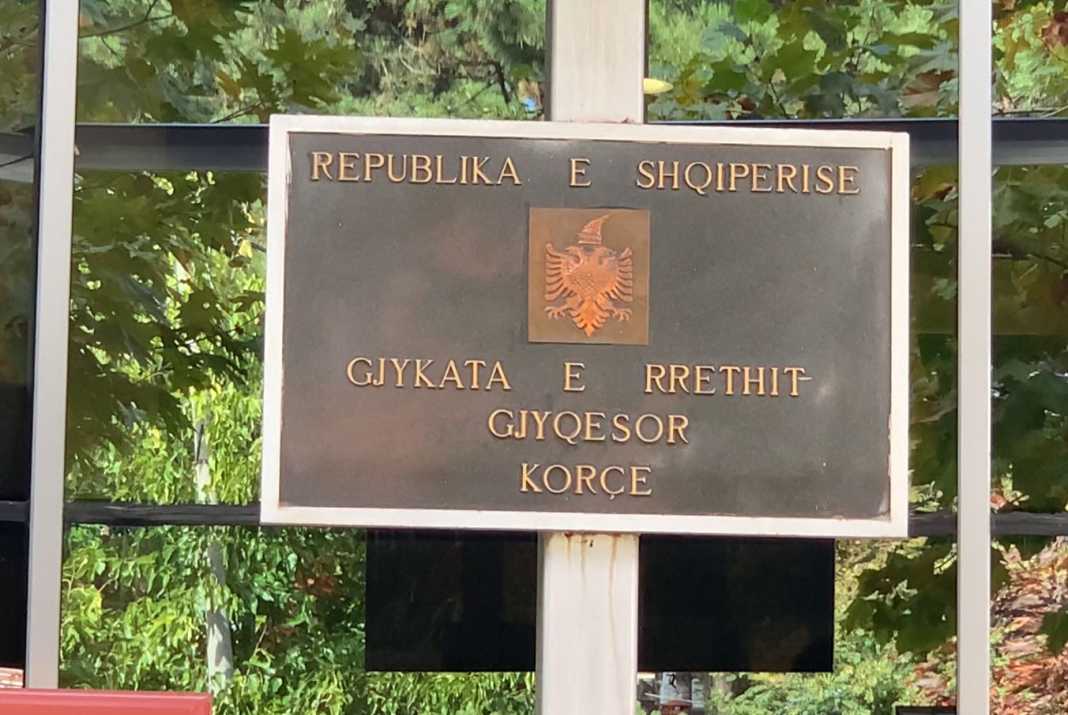 REPUBLIKA E SHQIPERISE
GJYKATA E RRETHIT
GJYQESOR
KORÇE